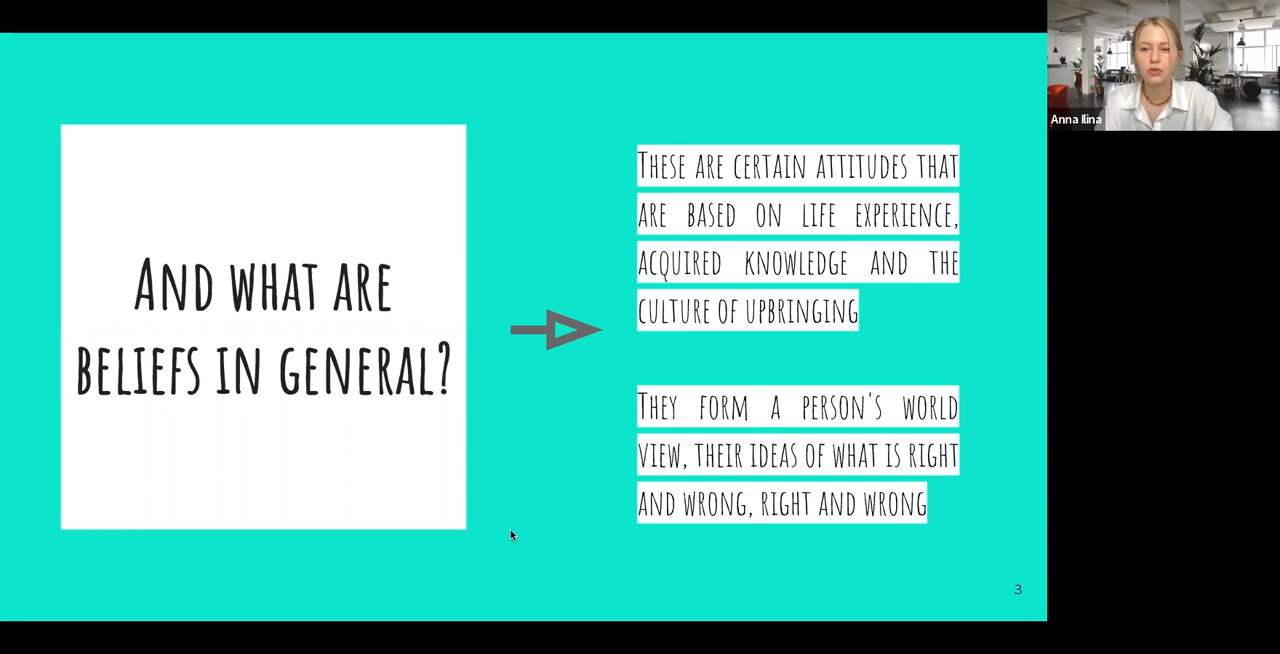 And what are
beliefs in general?
These are certain attitudes that
are based on life experience,
acquired knowledge and the
culture of upbringing
They form a person's world
view, their ideas of what is right
and wrong, right and wrong
3
Anna Ilina